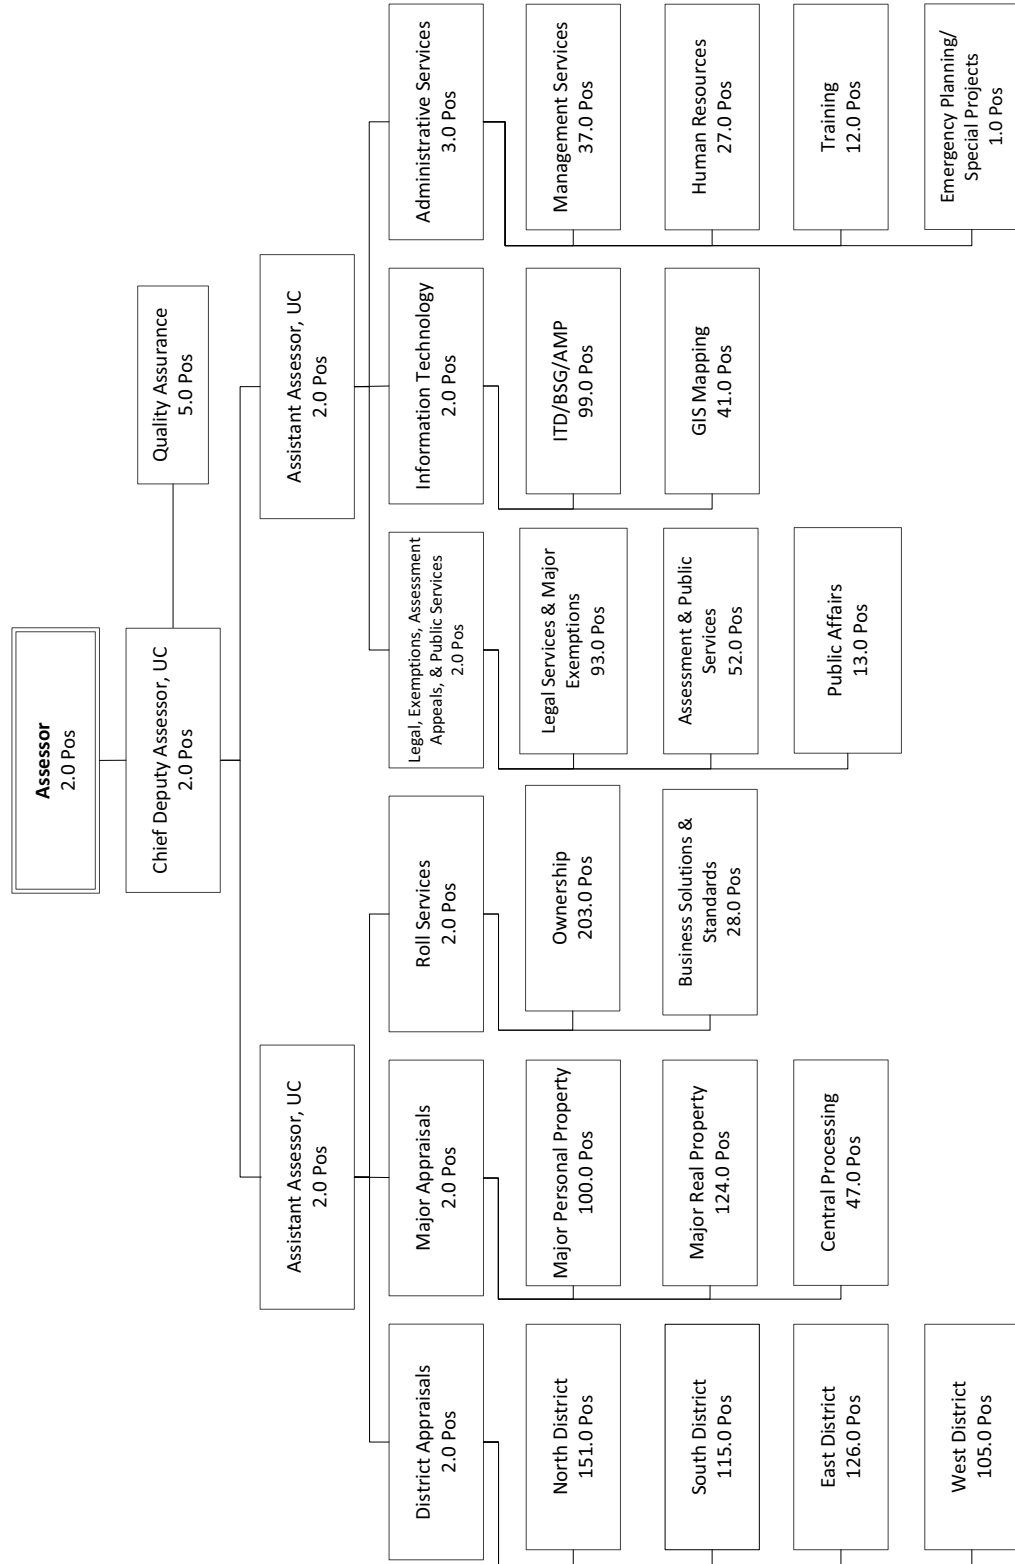 Assessor
2.0 Pos
Chief Deputy Assessor, UC
2.0 Pos
Quality Assurance
5.0 Pos
Assistant Assessor, UC
2.0 Pos
Assistant Assessor, UC
2.0 Pos
District Appraisals
2.0 Pos
North District
151.0 Pos
South District
115.0 Pos
East District
126.0 Pos
West District
105.0 Pos
Major Appraisals
2.0 Pos
Major Personal Property
100.0 Pos
Major Real Property
124.0 Pos
Central Processing
47.0 Pos
Roll Services
2.0 Pos
Ownership
203.0 Pos
Business Solutions &
Standards
28.0 Pos
Legal, Exemptions, Assessment
Appeals, & Public Services
2.0 Pos
Legal Services & Major
Exemptions
93.0 Pos
Assessment & Public
Services
52.0 Pos
Public Affairs
13.0 Pos
Information Technology
2.0 Pos
ITD/BSG/AMP
99.0 Pos
GIS Mapping
41.0 Pos
Administrative Services
3.0 Pos
Management Services
37.0 Pos
Human Resources
27.0 Pos
Training
12.0 Pos
Emergency Planning/
Special Projects
1.0 Pos